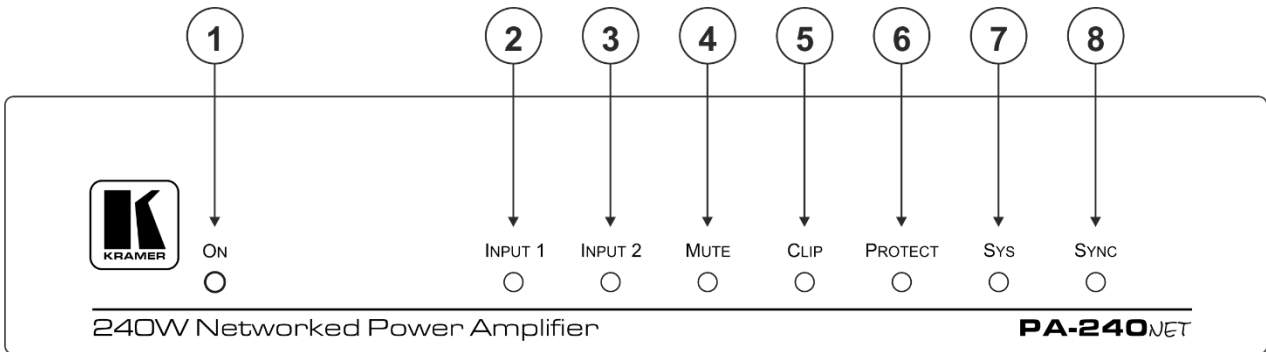 1 2 3 4 5 6 7 8
ON INPUT 1 INPUT 2 MUTE CLIP PROTECT SYS SYNC
K
KRAMER
240W Networked Power Amplifier PA-240NET